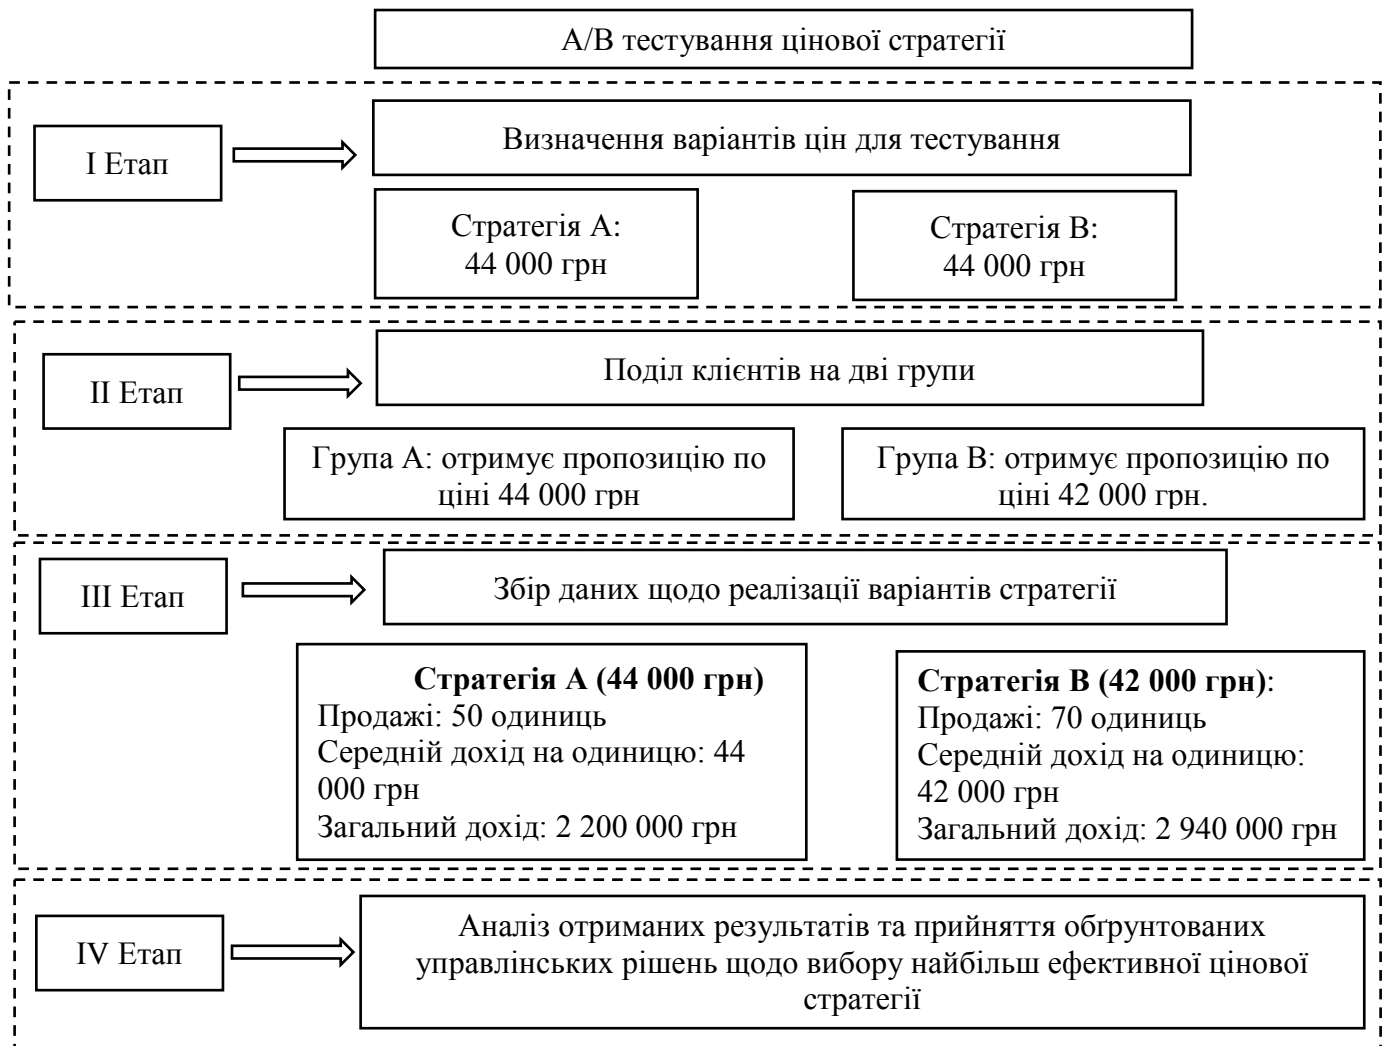 А/В тестування цінової стратегії
І Етап
Визначення варіантів цін для тестування
Стратегія А:
44 000 грн
Стратегія В:
44 000 грн
ІІ Етап
Поділ клієнтів на дві групи
Група А: отримує пропозицію по
ціні 44 000 грн
Група В: отримує пропозицію по
ціні 42 000 грн.
ІІІ Етап
Збір даних щодо реалізації варіантів стратегії
Стратегія А (44 000 грн)
Продажі: 50 одиниць
Середній дохід на одиницю: 44
000 грн
Загальний дохід: 2 200 000 грн
Стратегія В (42 000 грн):
Продажі: 70 одиниць
Середній дохід на одиницю:
42 000 грн
Загальний дохід: 2 940 000 грн
ІV Етап
Аналіз отриманих результатів та прийняття обґрунтованих
управлінських рішень щодо вибору найбільш ефективної цінової
стратегії